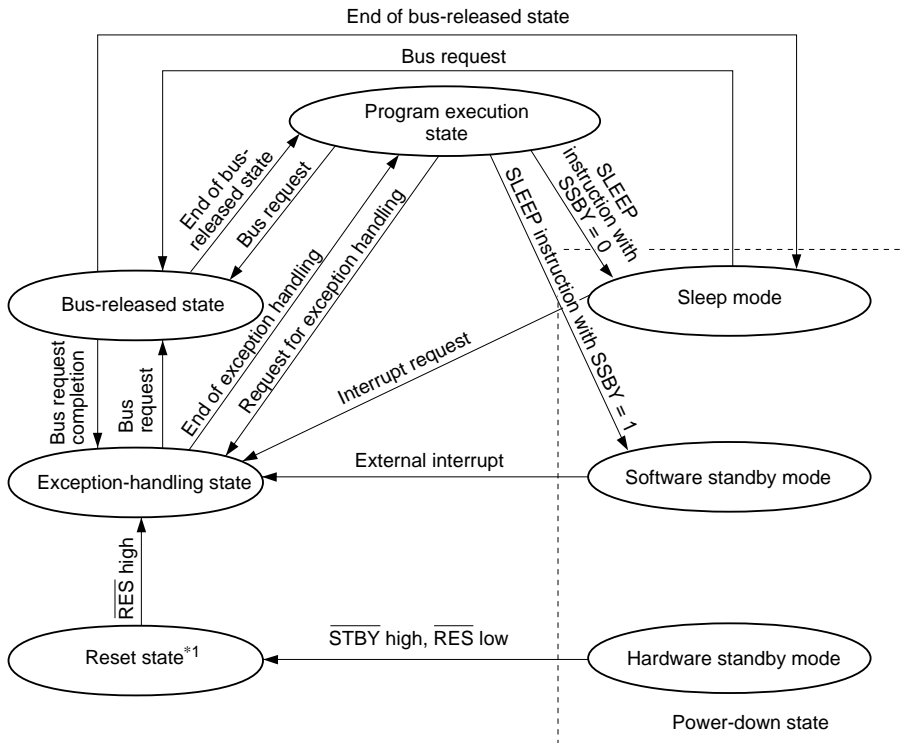 End of bus-released state
Bus request
Program execution
state
End of bus-
released state
Bus request
SLEEP
instruction with
SSBY = 0
SLEEP instruction with SSBY = 1
Bus-released state
Sleep mode
End of exception handling
Request for exception handling
Interrupt request
Bus request
completion
Bus
request
Exception-handling state
External interrupt
Software standby mode
RES high
Reset state*1
STBY high, RES low
Hardware standby mode
Power-down state